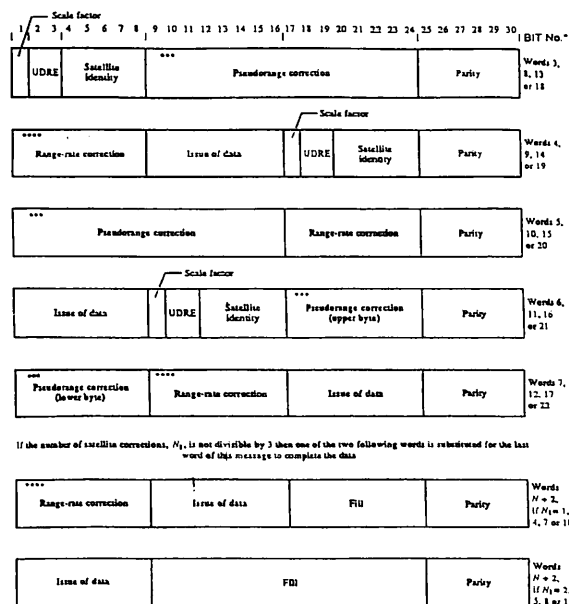 Scale factor
1 2 3 4 5 6 7 8 9 10 11 12 13 14 15 16 17 18 19 20 21 22 23 24 25 26 27 28 29 30 BIT No.*
UDRE
Satellite
identity
***
Pseudorange correction
Parity
Words 3,
8, 13
or 18
Scale factor
****
Range-rate correction
Issue of data
UDRE
Satellite
identity
Parity
Words 4,
9, 14
or 19
***
Pseudorange correction
Range-rate correction
Parity
Words 5,
10, 15
or 20
Scale factor
Issue of data
UDRE
Satellite
identity
***
Pseudorange correction
(upper byte)
Parity
Words 6,
11, 16
or 21
***
Pseudorange correction
(lower byte)
****
Range-rate correction
Issue of data
Parity
Words 7,
12, 17
or 22
If the number of satellite corrections, N₁, is not divisible by 3 then one of the two following words is substituted for the last
word of this message to complete the data
****
Range-rate correction
Issue of data
Fill
Parity
Words
N + 2,
if N₁ = 1,
4, 7 or
Issue of data
Fill
Parity
Words
N + 2,
if N₁ = 2,
5, 8 or